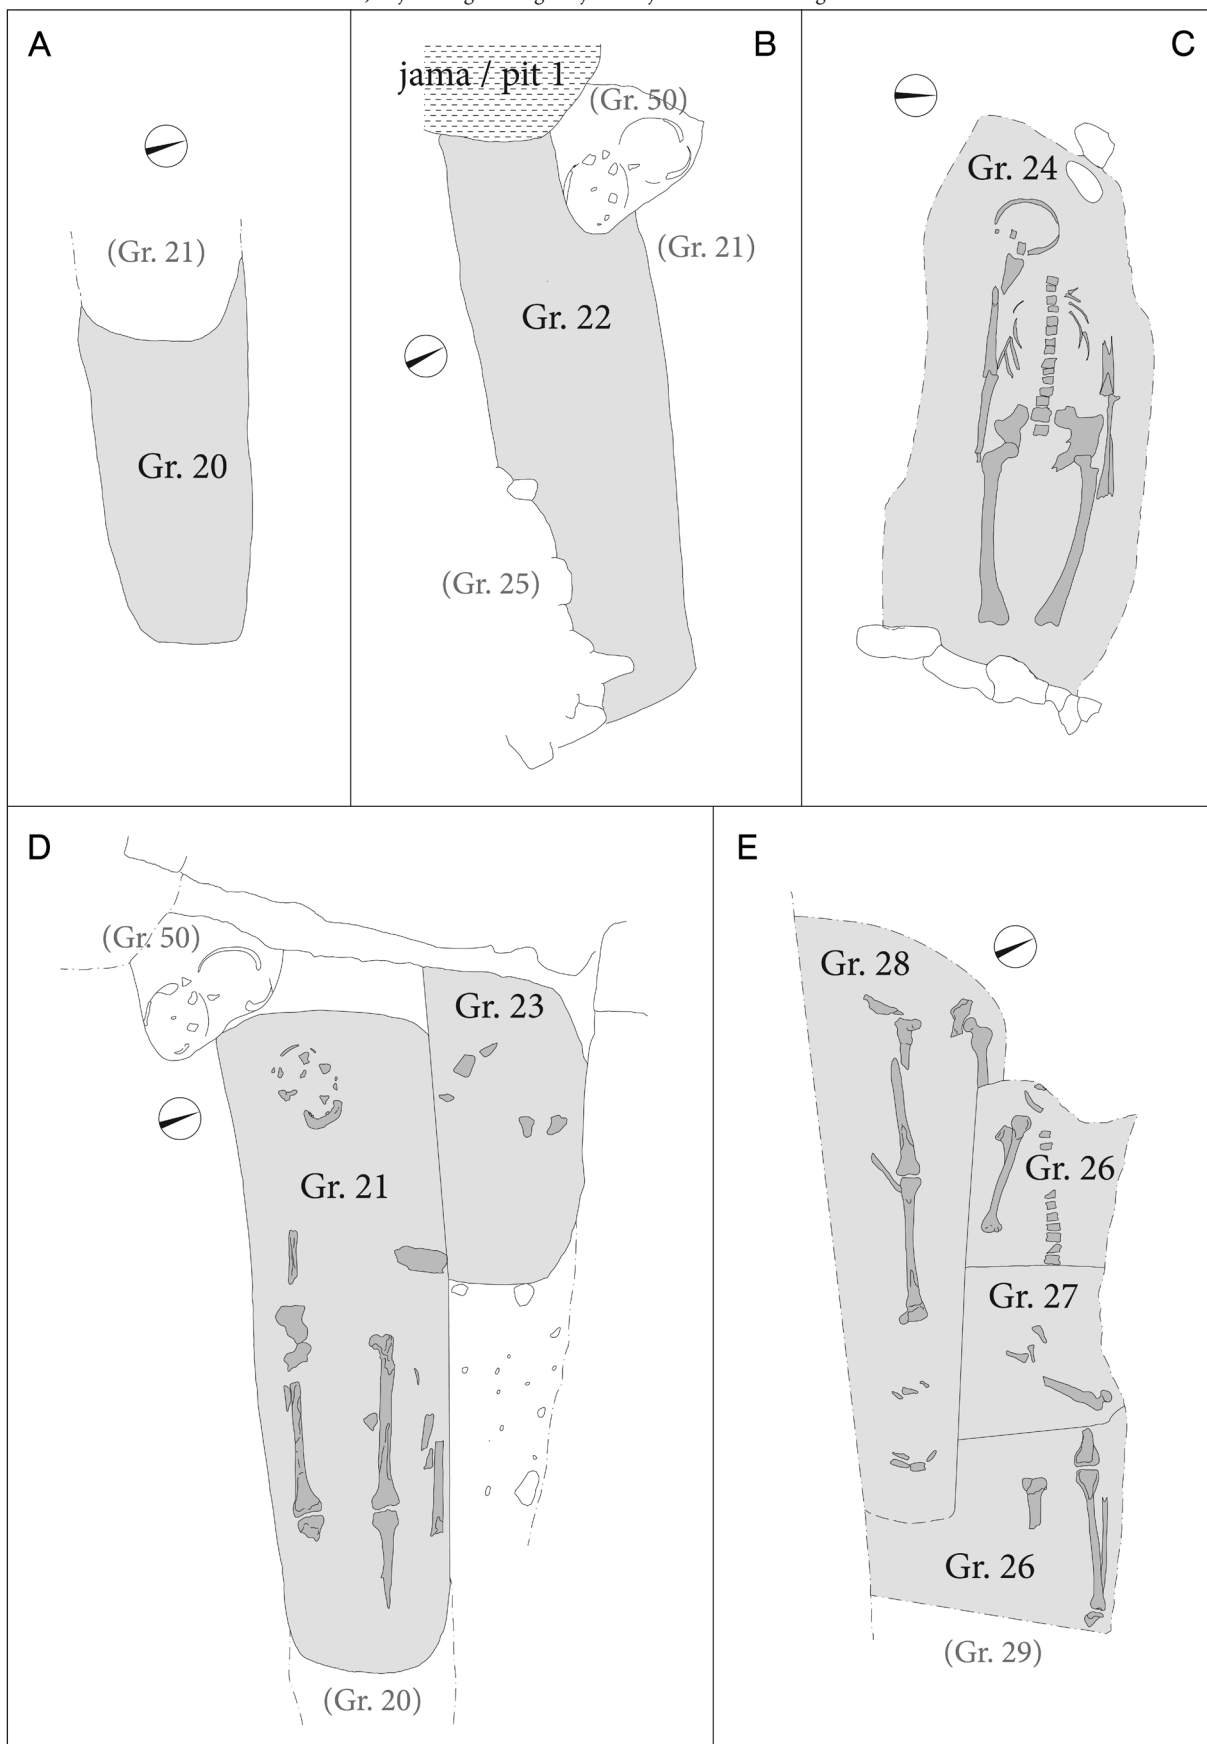 A
(Gr. 21)
Gr. 20
B
jama / pit 1
(Gr. 50)
(Gr. 21)
Gr. 22
(Gr. 25)
C
Gr. 24
D
(Gr. 50)
Gr. 23
Gr. 21
(Gr. 20)
E
Gr. 28
Gr. 26
Gr. 27
Gr. 26
(Gr. 29)